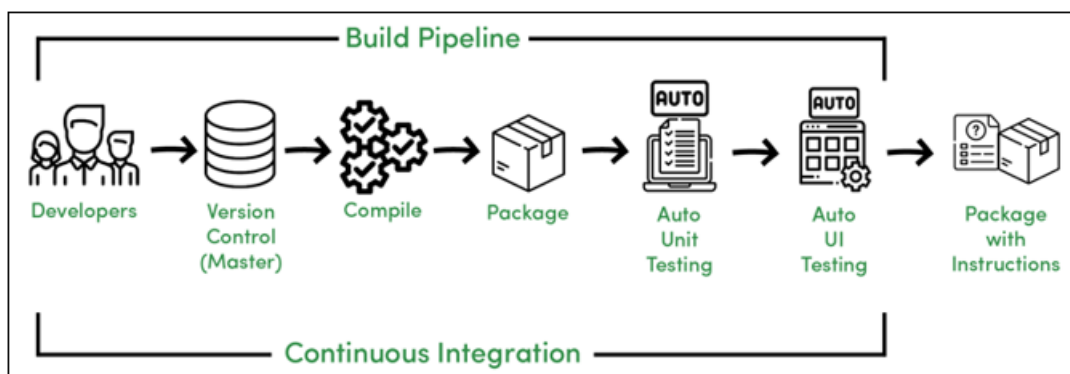 Build Pipeline
AUTO
AUTO
?
Developers
Version
Control
(Master)
Compile
Package
Auto
Unit
Testing
Auto
UI
Testing
Package
with
Instructions
Continuous Integration